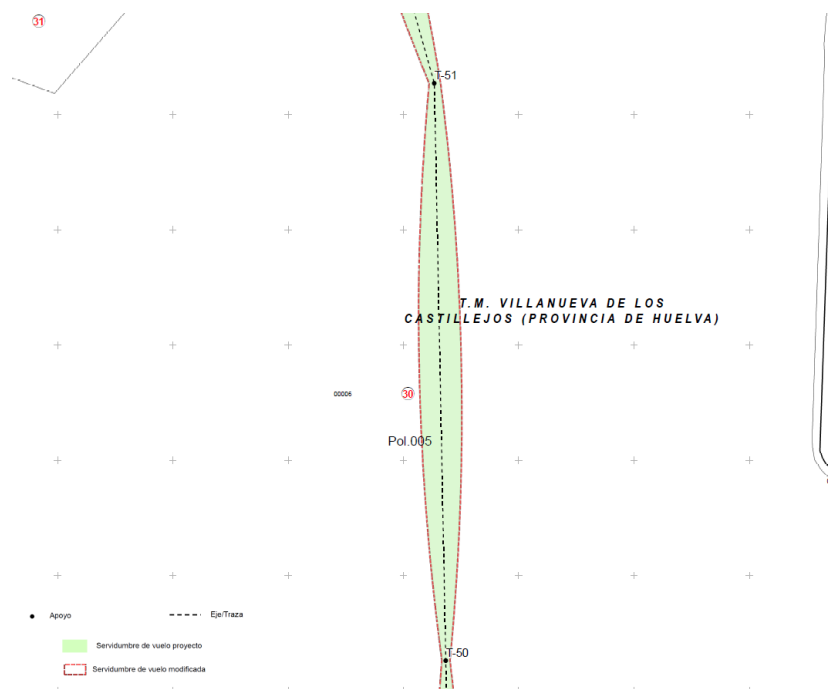 31
T-51
T.M. VILLANUEVA DE LOS
CASTILLEJOS (PROVINCIA DE HUELVA)
00006
30
Pol.005
Apoyo
Eje/Traza
Servidumbre de vuelo proyecto
T-50
Servidumbre de vuelo modificada